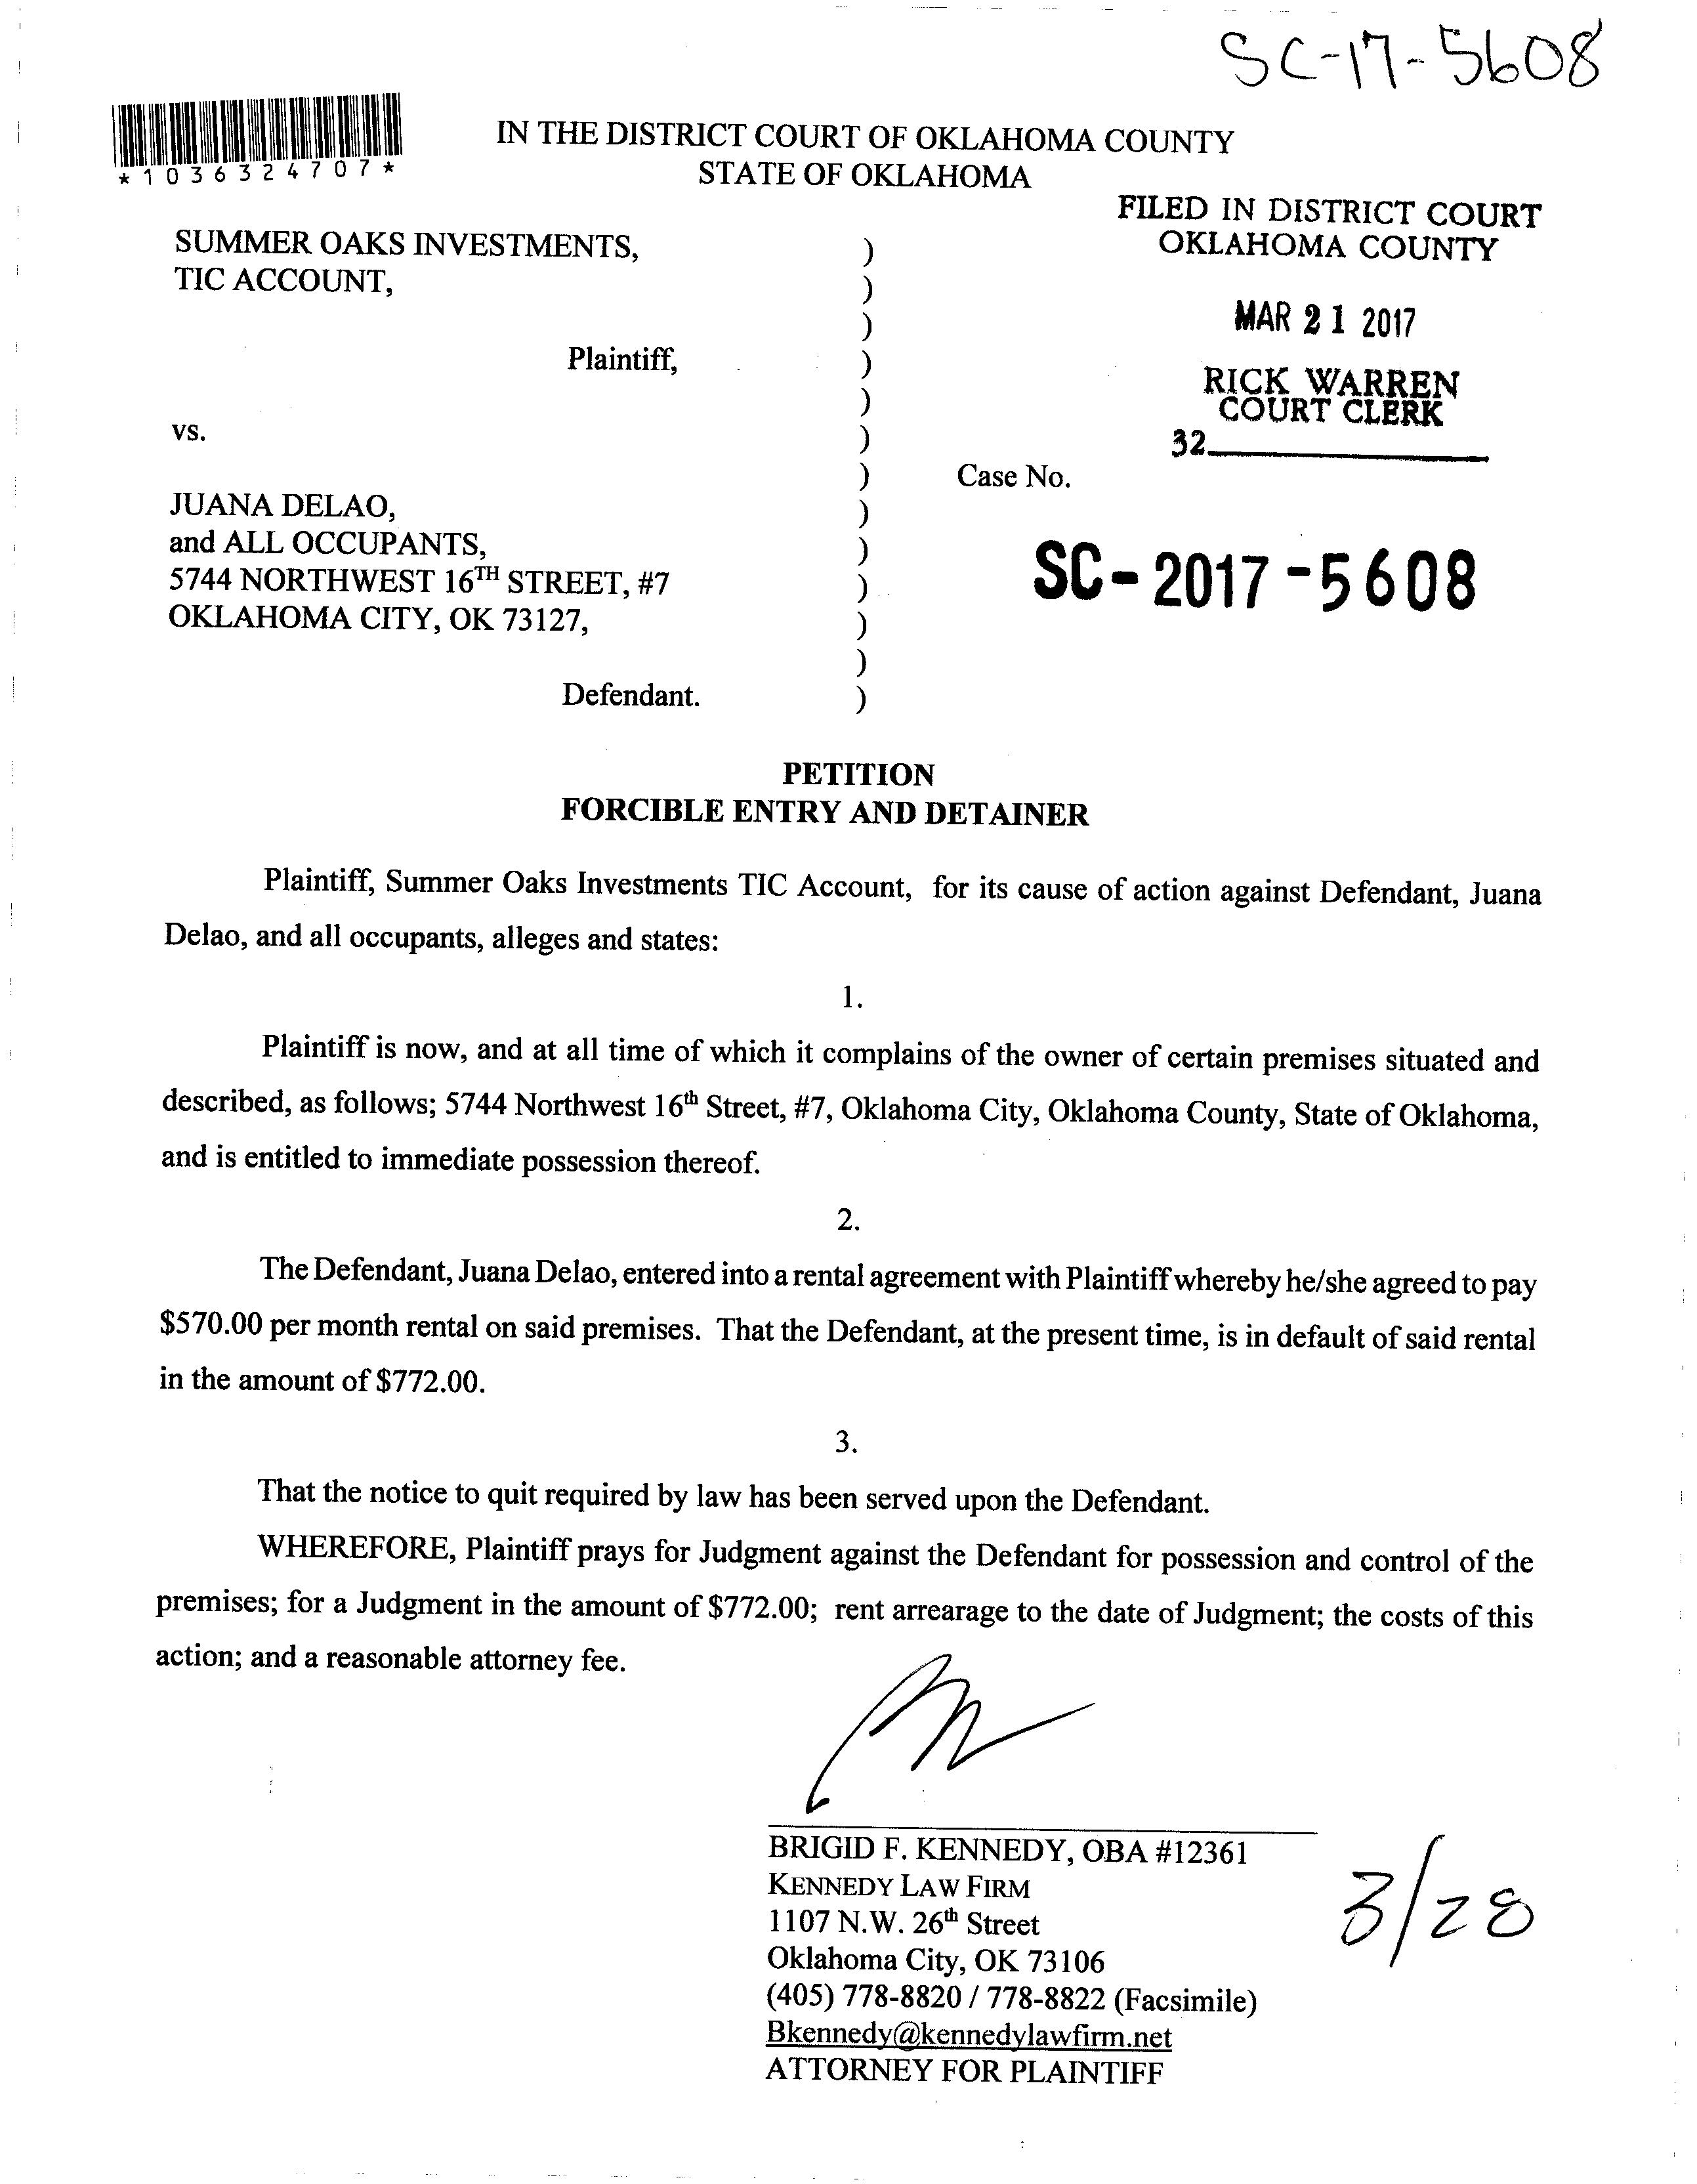 SC-17-5608
*1036324707*
IN THE DISTRICT COURT OF OKLAHOMA COUNTY
STATE OF OKLAHOMA
FILED IN DISTRICT COURT
OKLAHOMA COUNTY
MAR 21 2017
RICK WARREN
COURT CLERK
32
SUMMER OAKS INVESTMENTS,
TIC ACCOUNT,
Plaintiff,
vs.
JUANA DELAO,
and ALL OCCUPANTS,
5744 NORTHWEST 16TH STREET, #7
OKLAHOMA CITY, OK 73127,
Defendant.
)
)
)
)
)
)
)
)
)
)
)
)
)
Case No.
SC-2017-5608
PETITION
FORCIBLE ENTRY AND DETAINER
Plaintiff, Summer Oaks Investments TIC Account, for its cause of action against Defendant, Juana
Delao, and all occupants, alleges and states:
1.
Plaintiff is now, and at all time of which it complains of the owner of certain premises situated and
described, as follows; 5744 Northwest 16th Street, #7, Oklahoma City, Oklahoma County, State of Oklahoma,
and is entitled to immediate possession thereof.
2.
The Defendant, Juana Delao, entered into a rental agreement with Plaintiff whereby he/she agreed to pay
$570.00 per month rental on said premises. That the Defendant, at the present time, is in default of said rental
in the amount of $772.00.
3.
That the notice to quit required by law has been served upon the Defendant.
WHEREFORE, Plaintiff prays for Judgment against the Defendant for possession and control of the
premises; for a Judgment in the amount of $772.00; rent arrearage to the date of Judgment; the costs of this
action; and a reasonable attorney fee.
BRIGID F. KENNEDY, OBA #12361
KENNEDY LAW FIRM
1107 N.W. 26th Street
Oklahoma City, OK 73106
(405) 778-8820 / 778-8822 (Facsimile)
Bkennedy@kennedylawfirm.net
ATTORNEY FOR PLAINTIFF
3/28